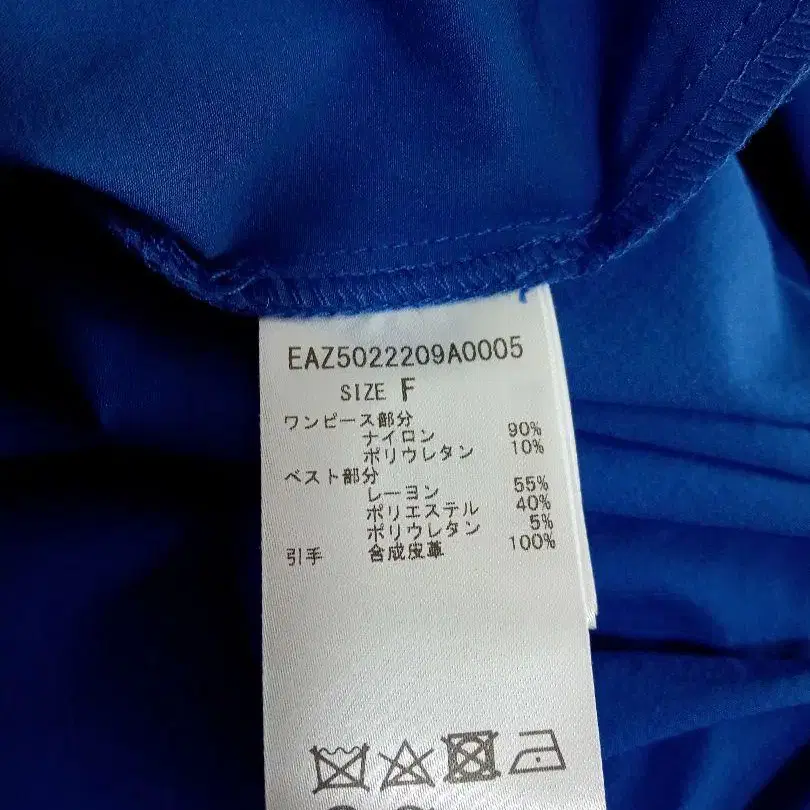 EAZ5022209A0005
SIZE F
ワンピース部分
ナイロン 90%
ポリウレタン 10%
ベスト部分
レーヨン 55%
ポリエステル 40%
ポリウレタン 5%
引手 合成皮革 100%